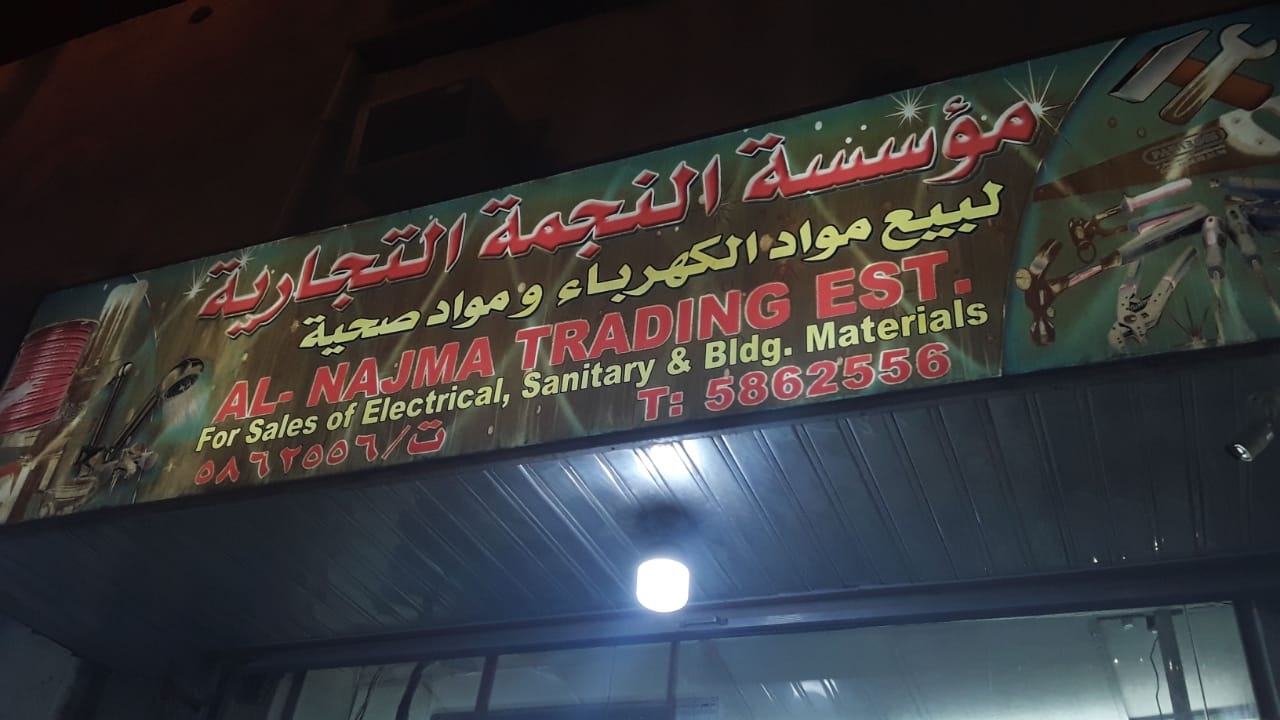 مؤسسة النجمة التجارية
لبيع مواد الكهرباء و مواد صحية
AL- NAJMA TRADING EST.
For Sales of Electrical, Sanitary & Bldg. Materials
T: 5862556
ت/٥٨٦٢٥٥٦